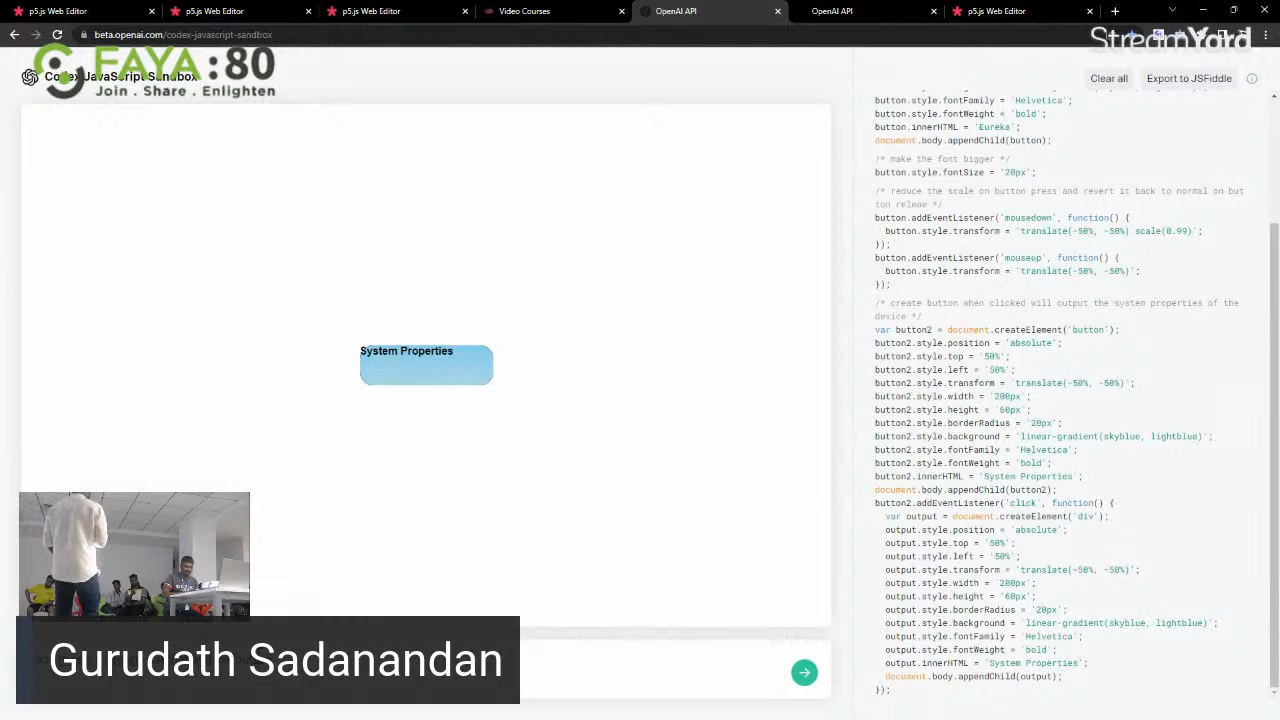 p5.js Web Editor
p5.js Web Editor
p5.js Web Editor
Video Courses
OpenAI API
OpenAI API
p5.js Web Editor
beta.openai.com/codex-javascript-sandbox
StreamYard
FAYA:80
Join . Share . Enlighten
Codex JavaScript Sandbox
Clear all
Export to JSFiddle
button.style.fontFamily = 'Helvetica';
button.style.fontWeight = 'bold';
button.innerHTML = 'Eureka';
document.body.appendChild(button);
/* make the font bigger */
button.style.fontSize = '20px';
/* reduce the scale on button press and revert it back to normal on but
ton releae */
button.addEventListener('mousedown', function() {
button.style.transform = 'translate(-50%, -50%) scale(0.99)';
});
button.addEventListener('mouseup', function() {
button.style.transform = 'translate(-50%, -50%)';
});
/* create button when clicked will output the system properties of the
device */
var button2 = document.createElement('button');
button2.style.position = 'absolute';
button2.style.top = '50%';
button2.style.left = '50%';
button2.style.transform = 'translate(-50%, -50%)';
button2.style.width = '200px';
button2.style.height = '60px';
button2.style.borderRadius = '20px';
button2.style.background = 'linear-gradient(skyblue, lightblue)';
button2.style.fontFamily = 'Helvetica';
button2.style.fontWeight = 'bold';
button2.innerHTML = 'System Properties';
document.body.appendChild(button2);
button2.addEventListener('click', function() {
var output = document.createElement('div');
output.style.position = 'absolute';
output.style.top = '50%';
output.style.left = '50%';
output.style.transform = 'translate(-50%, -50%)';
output.style.width = '200px';
output.style.height = '60px';
output.style.borderRadius = '20px';
output.style.background = 'linear-gradient(skyblue, lightblue)';
output.style.fontFamily = 'Helvetica';
output.style.fontWeight = 'bold';
output.innerHTML = 'System Properties';
document.body.appendChild(output);
});
System Properties
Gurudath Sadanandan